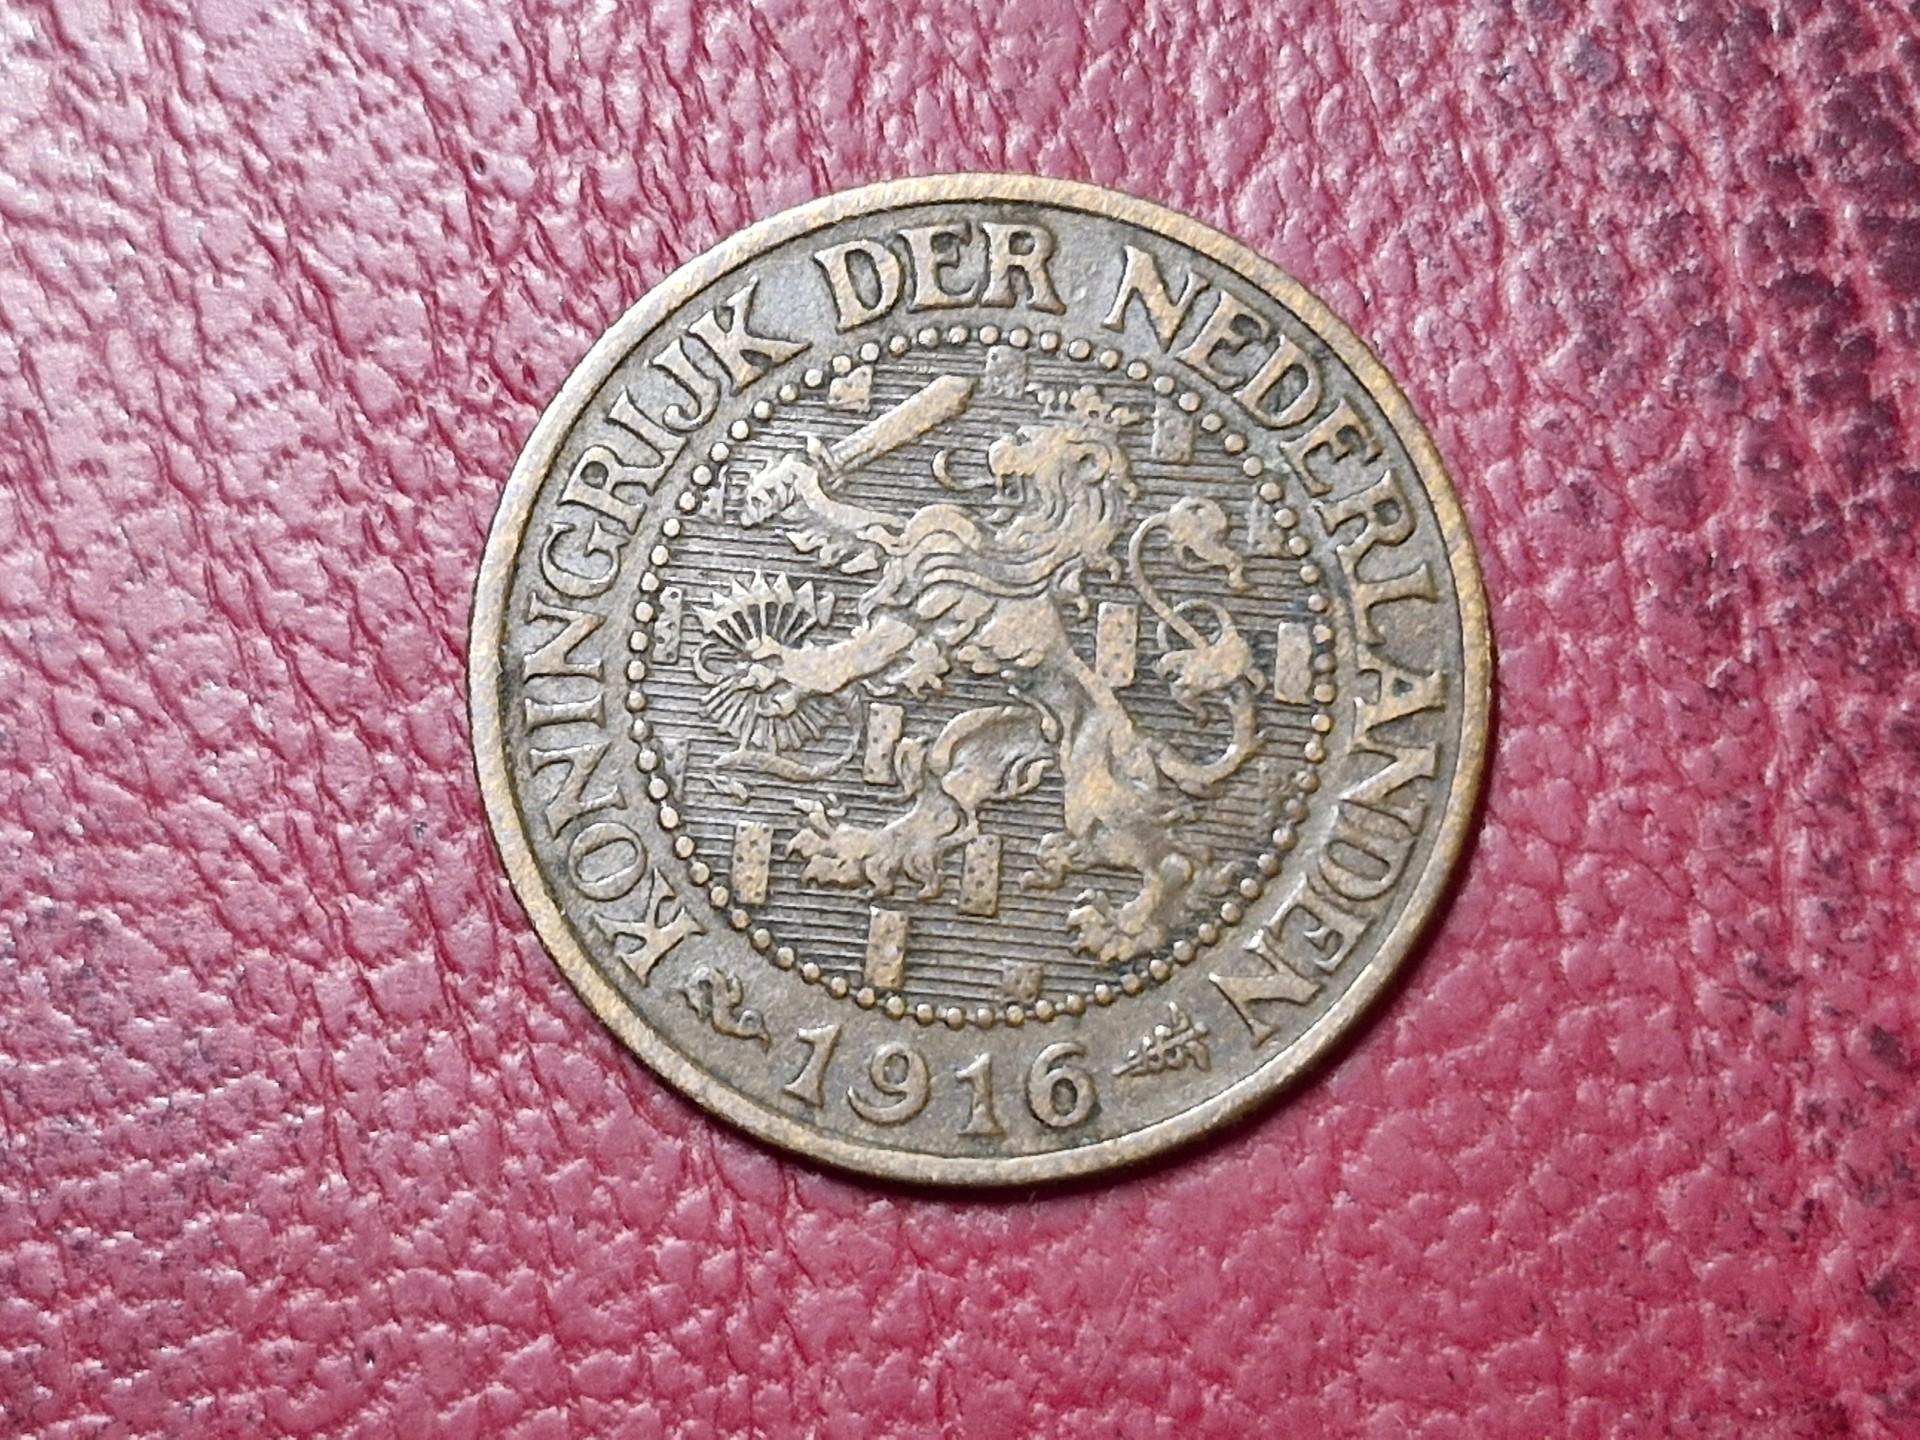 KONINGRIJK DER NEDERLANDEN
1916